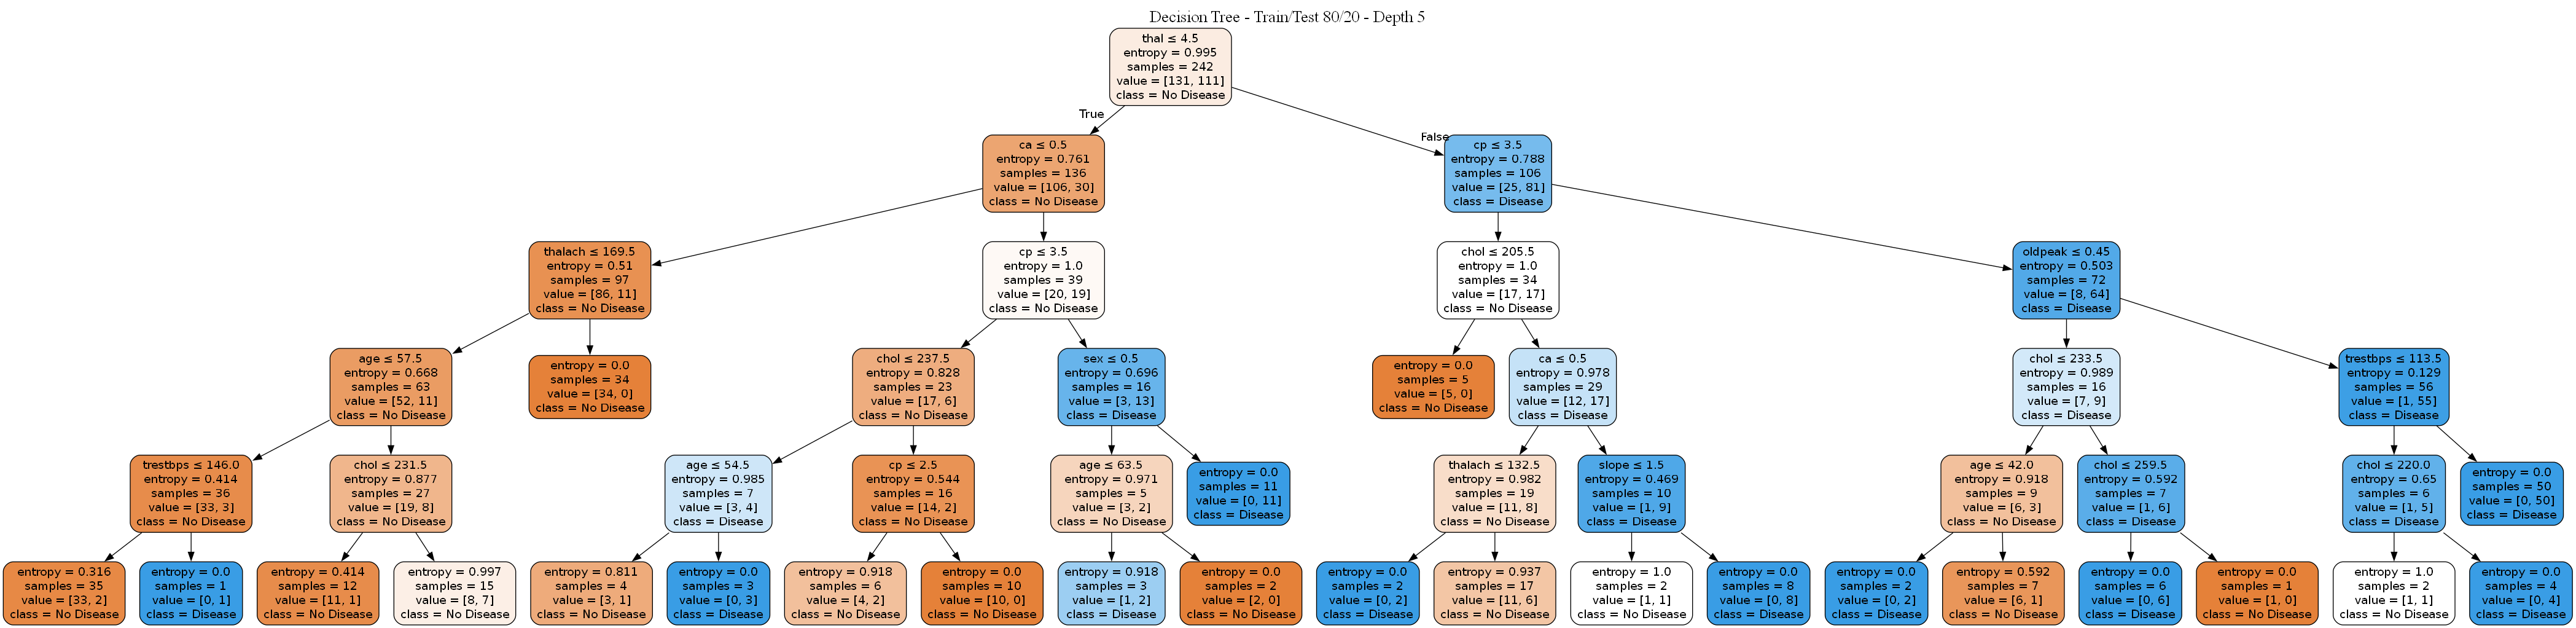 Decision Tree - Train/Test 80/20 - Depth 5
thal ≤ 4.5
entropy = 0.995
samples = 242
value = [131, 111]
class = No Disease
True
False
ca ≤ 0.5
entropy = 0.761
samples = 136
value = [106, 30]
class = No Disease
cp ≤ 3.5
entropy = 0.788
samples = 106
value = [25, 81]
class = Disease
thalach ≤ 169.5
entropy = 0.51
samples = 97
value = [86, 11]
class = No Disease
cp ≤ 3.5
entropy = 1.0
samples = 39
value = [20, 19]
class = No Disease
chol ≤ 205.5
entropy = 1.0
samples = 34
value = [17, 17]
class = No Disease
oldpeak ≤ 0.45
entropy = 0.503
samples = 72
value = [8, 64]
class = Disease
age ≤ 57.5
entropy = 0.668
samples = 63
value = [52, 11]
class = No Disease
entropy = 0.0
samples = 34
value = [34, 0]
class = No Disease
chol ≤ 237.5
entropy = 0.828
samples = 23
value = [17, 6]
class = No Disease
sex ≤ 0.5
entropy = 0.696
samples = 16
value = [3, 13]
class = Disease
entropy = 0.0
samples = 5
value = [5, 0]
class = No Disease
ca ≤ 0.5
entropy = 0.978
samples = 29
value = [12, 17]
class = Disease
chol ≤ 233.5
entropy = 0.989
samples = 16
value = [7, 9]
class = Disease
trestbps ≤ 113.5
entropy = 0.129
samples = 56
value = [1, 55]
class = Disease
trestbps ≤ 146.0
entropy = 0.414
samples = 36
value = [33, 3]
class = No Disease
chol ≤ 231.5
entropy = 0.877
samples = 27
value = [19, 8]
class = No Disease
age ≤ 54.5
entropy = 0.985
samples = 7
value = [3, 4]
class = Disease
cp ≤ 2.5
entropy = 0.544
samples = 16
value = [14, 2]
class = No Disease
age ≤ 63.5
entropy = 0.971
samples = 5
value = [3, 2]
class = No Disease
entropy = 0.0
samples = 11
value = [0, 11]
class = Disease
thalach ≤ 132.5
entropy = 0.982
samples = 19
value = [11, 8]
class = No Disease
slope ≤ 1.5
entropy = 0.469
samples = 10
value = [1, 9]
class = Disease
age ≤ 42.0
entropy = 0.918
samples = 9
value = [6, 3]
class = No Disease
chol ≤ 259.5
entropy = 0.592
samples = 7
value = [1, 6]
class = Disease
chol ≤ 220.0
entropy = 0.65
samples = 6
value = [1, 5]
class = Disease
entropy = 0.0
samples = 50
value = [0, 50]
class = Disease
entropy = 0.316
samples = 35
value = [33, 2]
class = No Disease
entropy = 0.0
samples = 1
value = [0, 1]
class = Disease
entropy = 0.414
samples = 12
value = [11, 1]
class = No Disease
entropy = 0.997
samples = 15
value = [8, 7]
class = No Disease
entropy = 0.811
samples = 4
value = [3, 1]
class = No Disease
entropy = 0.0
samples = 3
value = [0, 3]
class = Disease
entropy = 0.918
samples = 6
value = [4, 2]
class = No Disease
entropy = 0.0
samples = 10
value = [10, 0]
class = No Disease
entropy = 0.918
samples = 3
value = [1, 2]
class = Disease
entropy = 0.0
samples = 2
value = [2, 0]
class = No Disease
entropy = 0.0
samples = 2
value = [0, 2]
class = Disease
entropy = 0.937
samples = 17
value = [11, 6]
class = No Disease
entropy = 1.0
samples = 2
value = [1, 1]
class = No Disease
entropy = 0.0
samples = 8
value = [0, 8]
class = Disease
entropy = 0.0
samples = 2
value = [0, 2]
class = Disease
entropy = 0.592
samples = 7
value = [6, 1]
class = No Disease
entropy = 0.0
samples = 6
value = [0, 6]
class = Disease
entropy = 0.0
samples = 1
value = [1, 0]
class = No Disease
entropy = 1.0
samples = 2
value = [1, 1]
class = No Disease
entropy = 0.0
samples = 4
value = [0, 4]
class = Disease